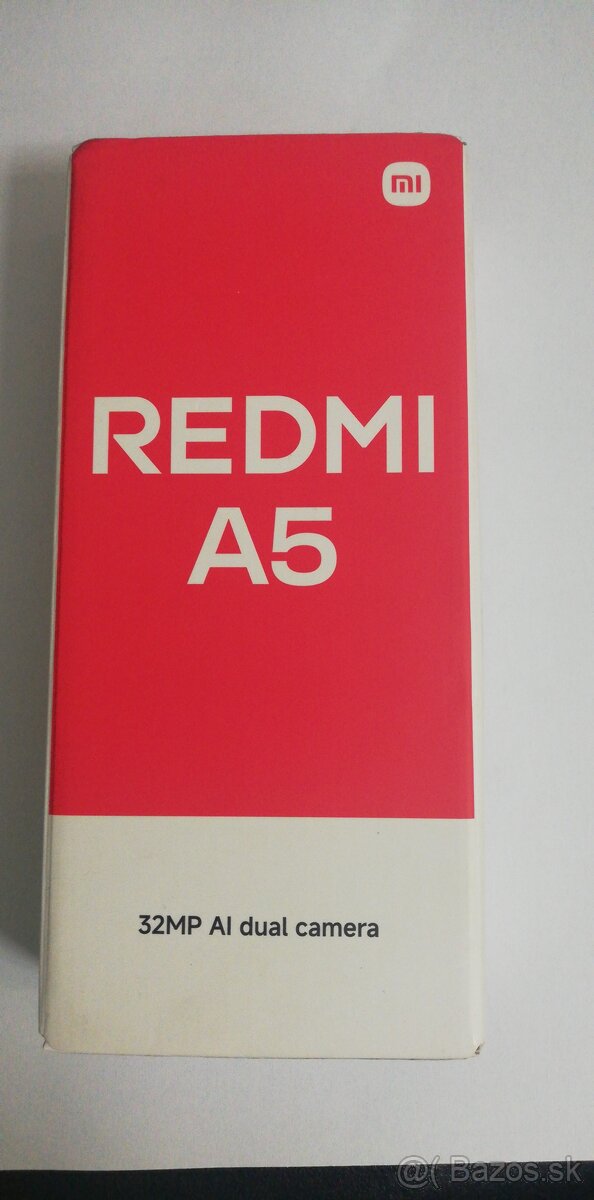 mi
REDMI
A5
32MP AI dual camera
@( Bazos.sk